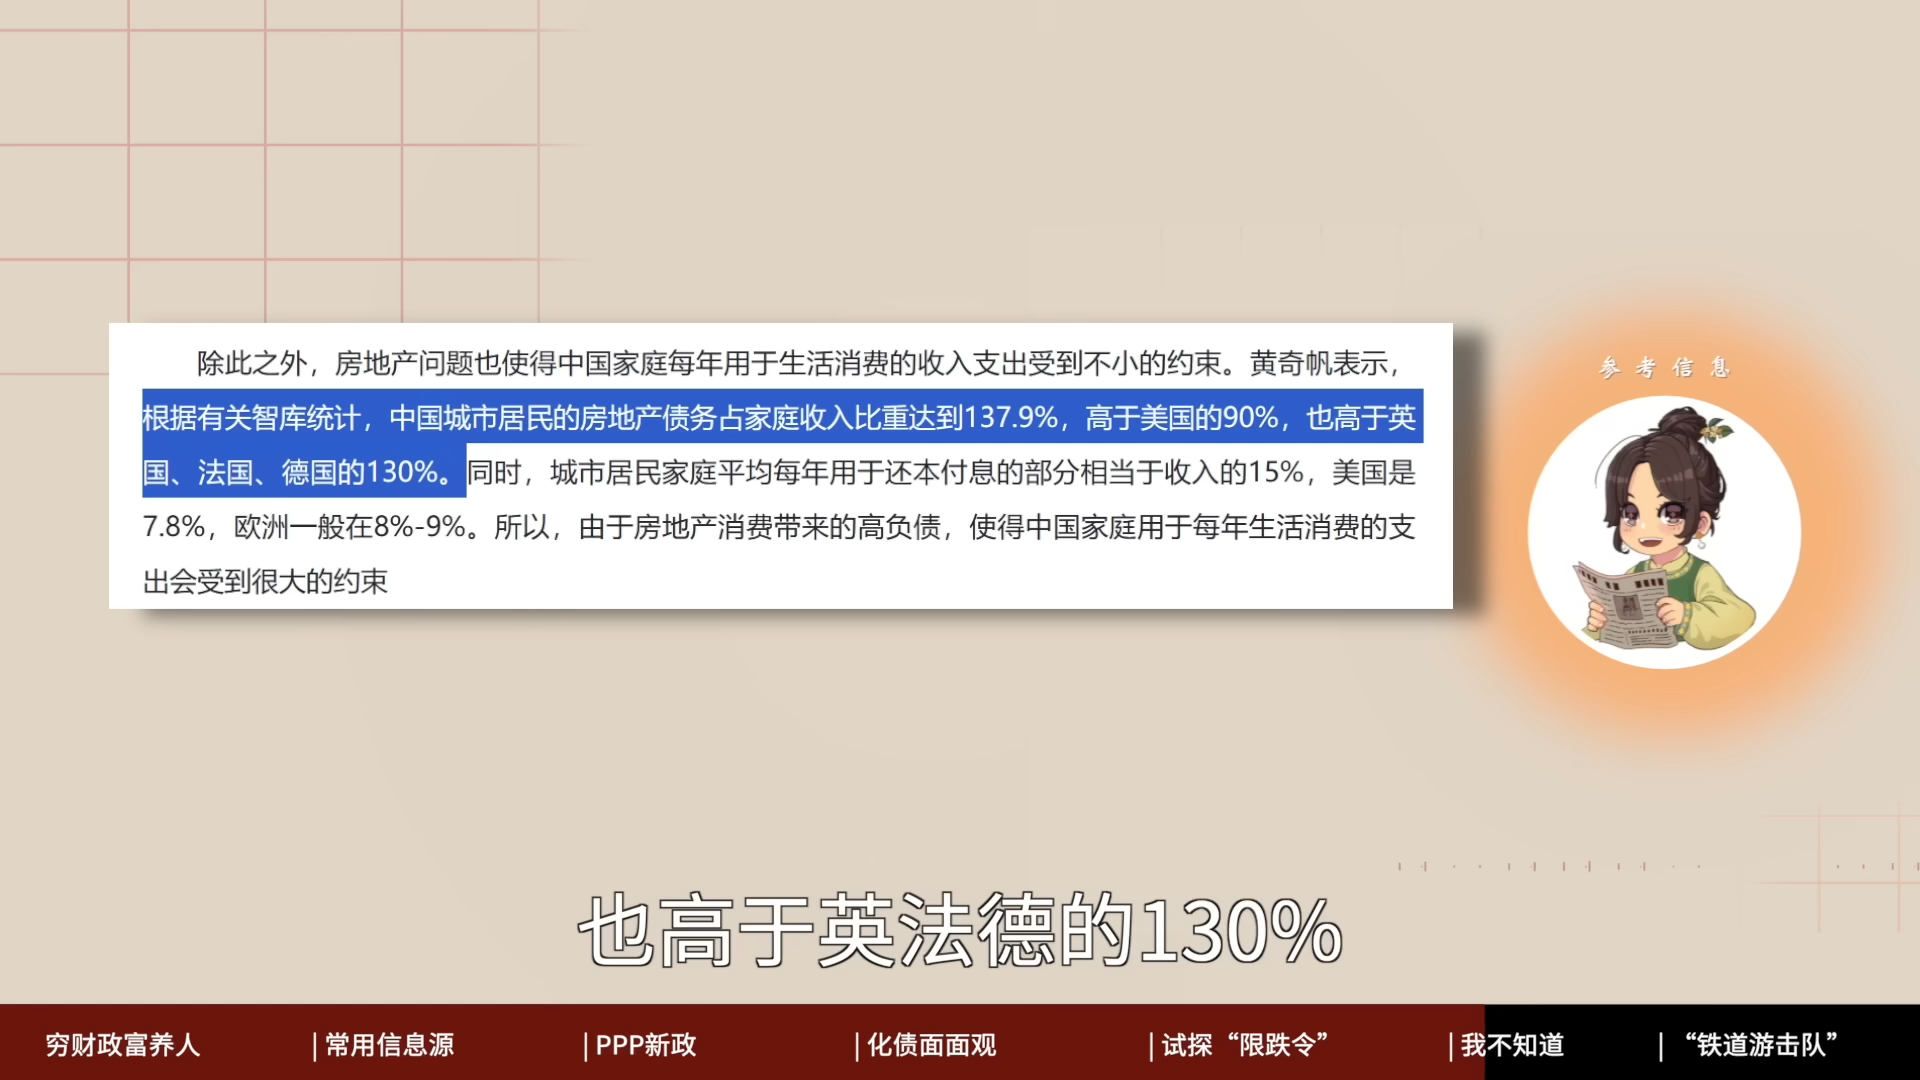 除此之外，房地产问题也使得中国家庭每年用于生活消费的收入支出受到不小的约束。黄奇帆表示，
根据有关智库统计，中国城市居民的房地产债务占家庭收入比重达到137.9%，高于美国的90%，也高于英
国、法国、德国的130%。同时，城市居民家庭平均每年用于还本付息的部分相当于收入的15%，美国是
7.8%，欧洲一般在8%-9%。所以，由于房地产消费带来的高负债，使得中国家庭用于每年生活消费的支
出会受到很大的约束
参考信息
也高于英法德的130%
穷财政富养人 |常用信息源 |PPP新政 |化债面面观 |试探“限跌令” |我不知道 |“铁道游击队”